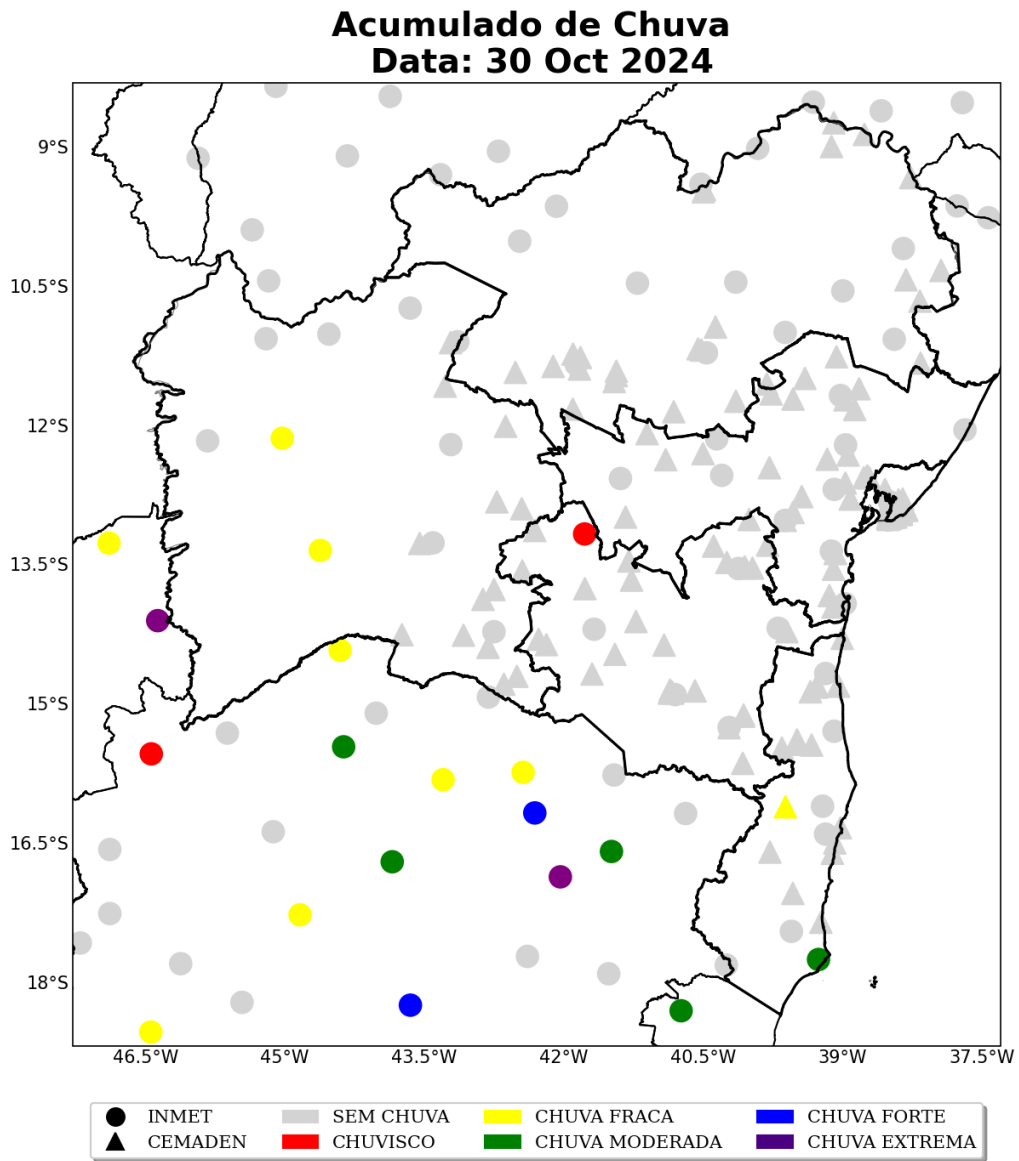 Acumulado de Chuva
Data: 30 Oct 2024
9°S
10.5°S
12°S
13.5°S
15°S
16.5°S
18°S
46.5°W 45°W 43.5°W 42°W 40.5°W 39°W 37.5°W
INMET SEM CHUVA CHUVA FRACA CHUVA FORTE
CEMADEN CHUVISCO CHUVA MODERADA CHUVA EXTREMA